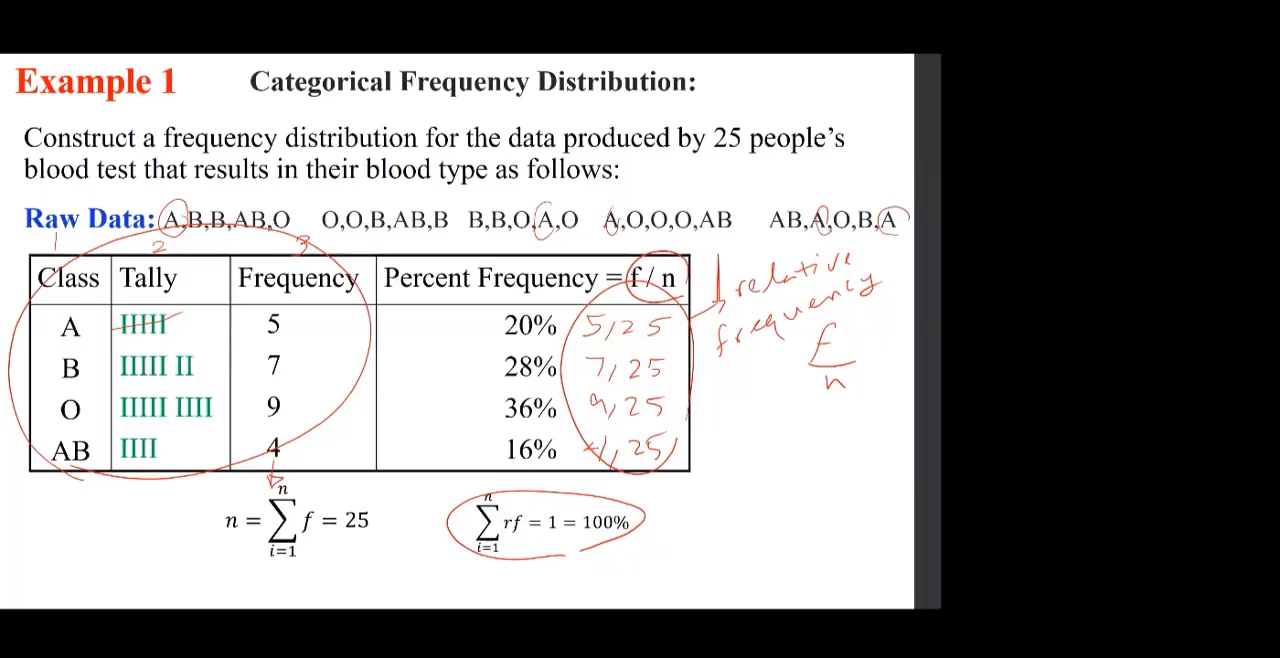 Example 1 Categorical Frequency Distribution:
Construct a frequency distribution for the data produced by 25 people's
blood test that results in their blood type as follows:
Raw Data: A,B,B,AB,O O,O,B,AB,B B,B,O,A,O A,O,O,O,AB AB,A,O,B,A
1 2 3
Class Tally Frequency Percent Frequency = f / n
A IIIII 5 20% 5/25
B IIIII II 7 28% 7/25
O IIIII IIII 9 36% 9/25
AB IIII 4 16% 4/25
relative
frequency
f
n
n = ∑ f = 25
n
i=1
∑ rf = 1 = 100%
n
i=1